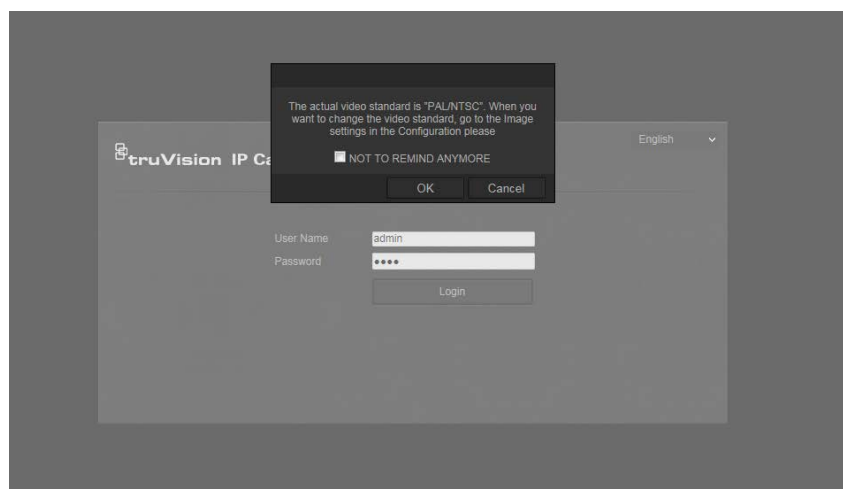 The actual video standard is "PAL/NTSC". When you
want to change the video standard, go to the Image
settings in the Configuration please
NOT TO REMIND ANYMORE
OK Cancel
English
truVision IP Ca
User Name admin
Password ••••
Login